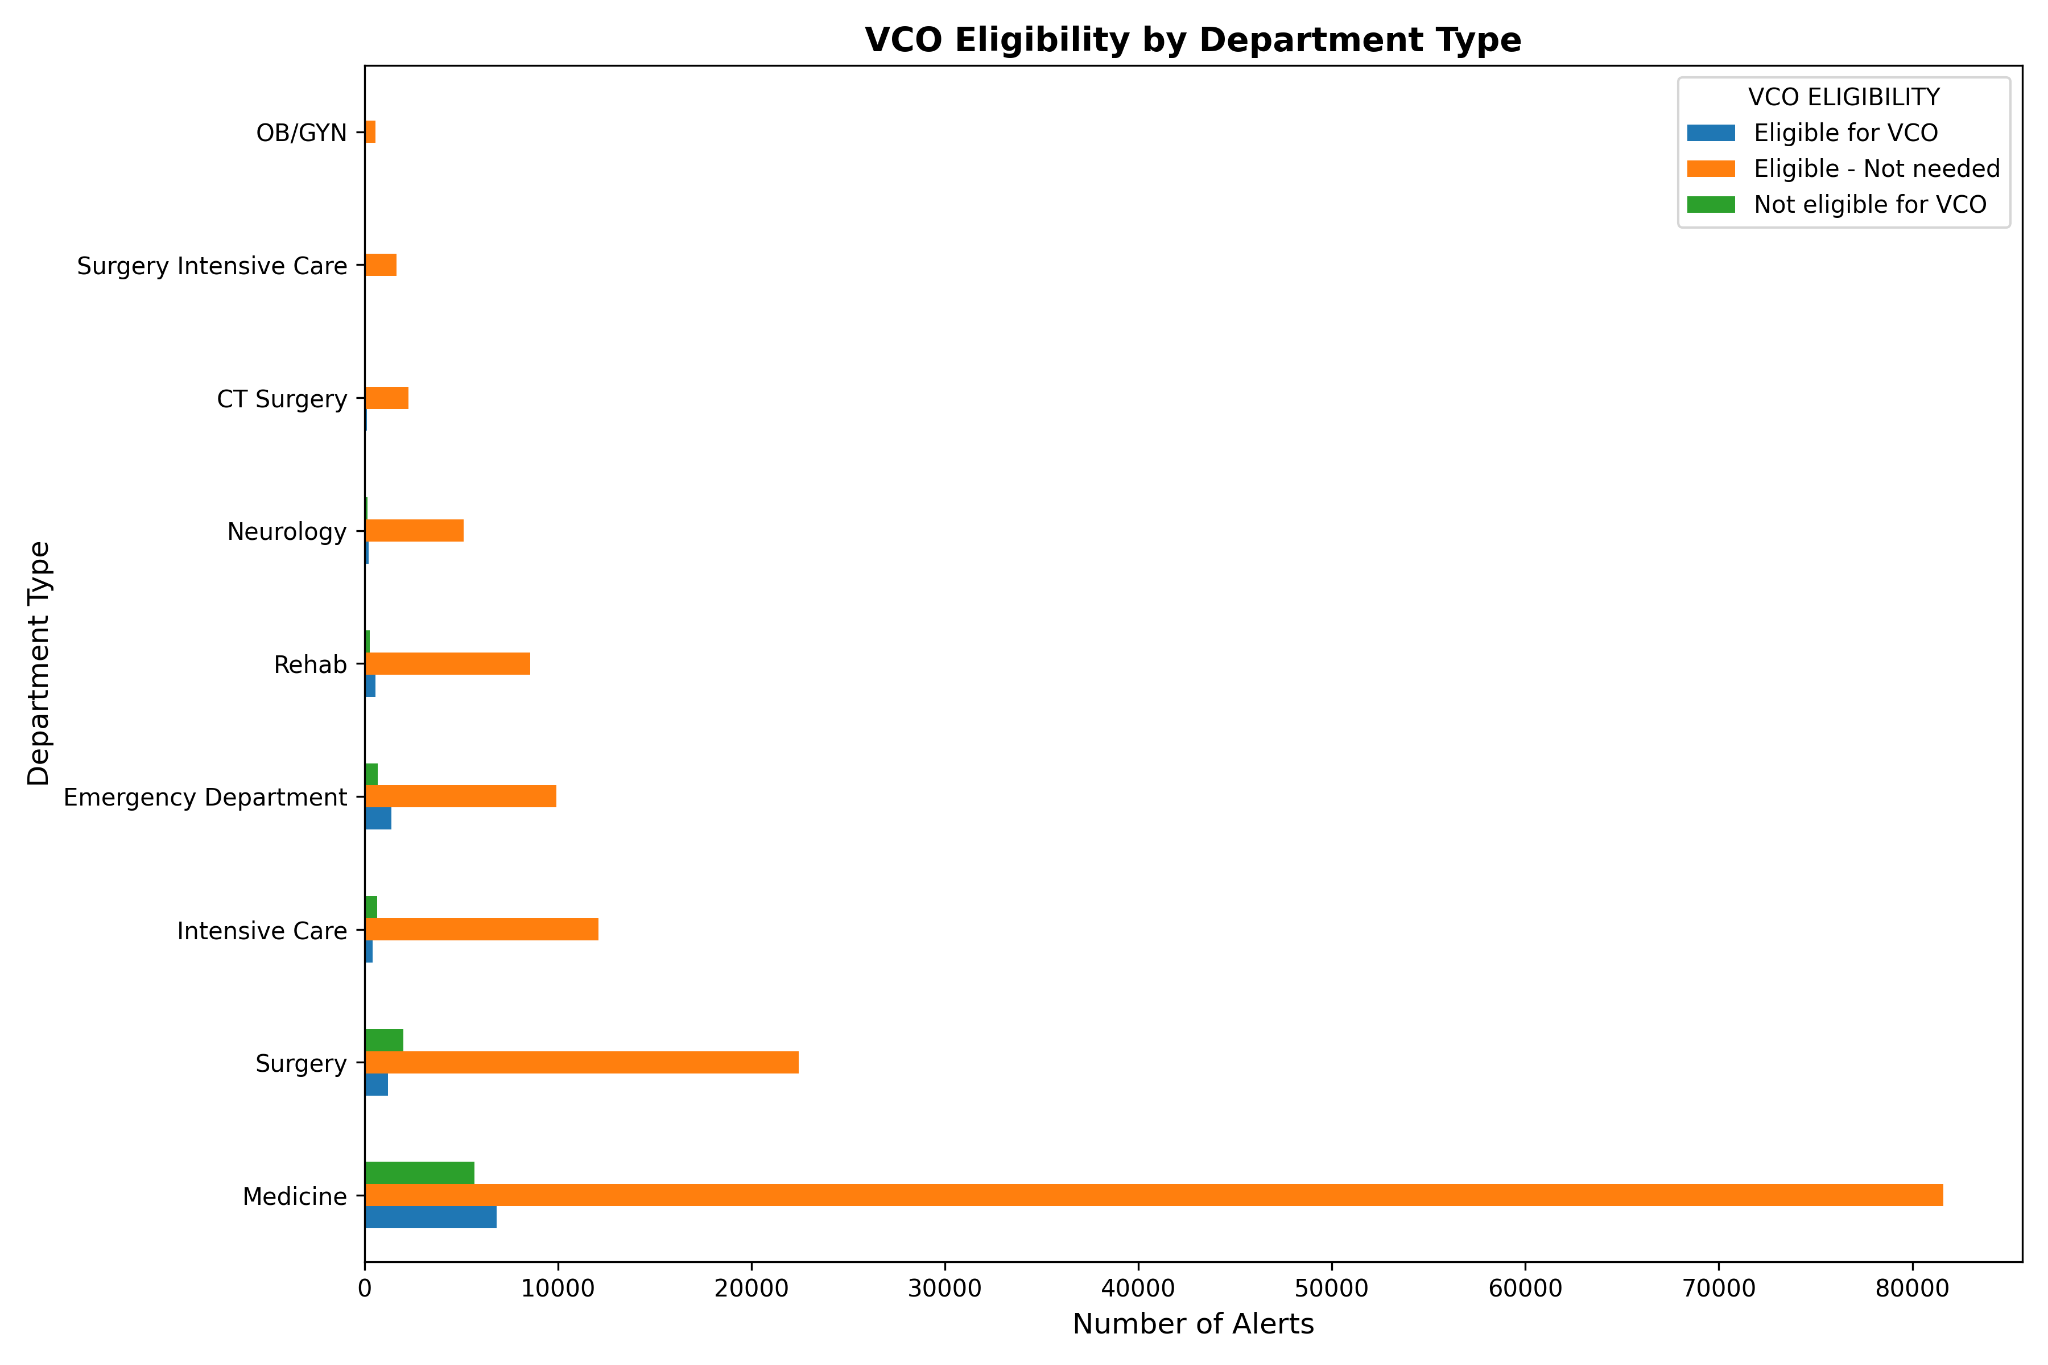 VCO Eligibility by Department Type
VCO ELIGIBILITY
Eligible for VCO
Eligible - Not needed
Not eligible for VCO
Department Type
OB/GYN
Surgery Intensive Care
CT Surgery
Neurology
Rehab
Emergency Department
Intensive Care
Surgery
Medicine
0 10000 20000 30000 40000 50000 60000 70000 80000
Number of Alerts